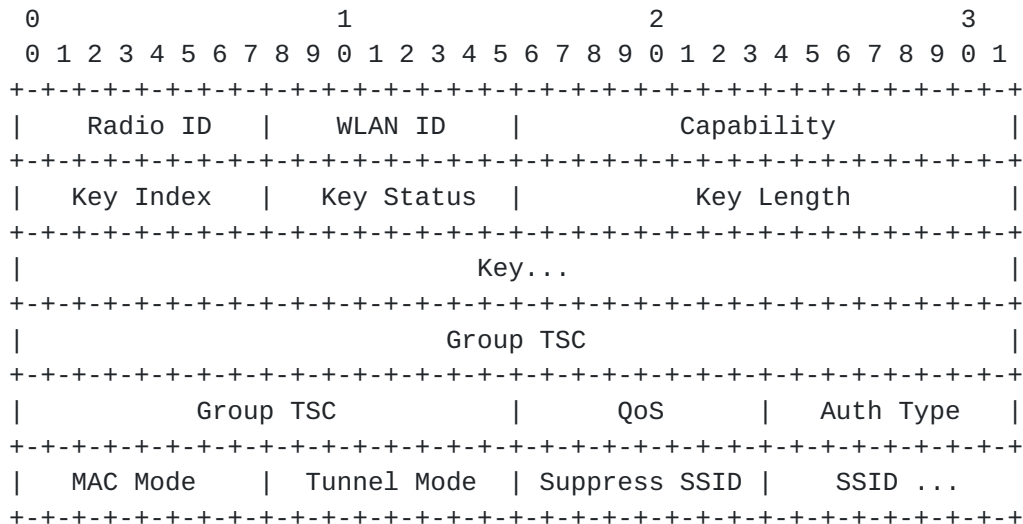 0                   1                   2                   3
 0 1 2 3 4 5 6 7 8 9 0 1 2 3 4 5 6 7 8 9 0 1 2 3 4 5 6 7 8 9 0 1
+-+-+-+-+-+-+-+-+-+-+-+-+-+-+-+-+-+-+-+-+-+-+-+-+-+-+-+-+-+-+-+-+
|    Radio ID   |    WLAN ID    |          Capability           |
+-+-+-+-+-+-+-+-+-+-+-+-+-+-+-+-+-+-+-+-+-+-+-+-+-+-+-+-+-+-+-+-+
|   Key Index   |   Key Status  |           Key Length          |
+-+-+-+-+-+-+-+-+-+-+-+-+-+-+-+-+-+-+-+-+-+-+-+-+-+-+-+-+-+-+-+-+
|                             Key...                            |
+-+-+-+-+-+-+-+-+-+-+-+-+-+-+-+-+-+-+-+-+-+-+-+-+-+-+-+-+-+-+-+-+
|                           Group TSC                           |
+-+-+-+-+-+-+-+-+-+-+-+-+-+-+-+-+-+-+-+-+-+-+-+-+-+-+-+-+-+-+-+-+
|           Group TSC           |      QoS      |   Auth Type   |
+-+-+-+-+-+-+-+-+-+-+-+-+-+-+-+-+-+-+-+-+-+-+-+-+-+-+-+-+-+-+-+-+
|   MAC Mode    |  Tunnel Mode  | Suppress SSID |    SSID ...
+-+-+-+-+-+-+-+-+-+-+-+-+-+-+-+-+-+-+-+-+-+-+-+-+-+-+-+-+-+-+-+-+